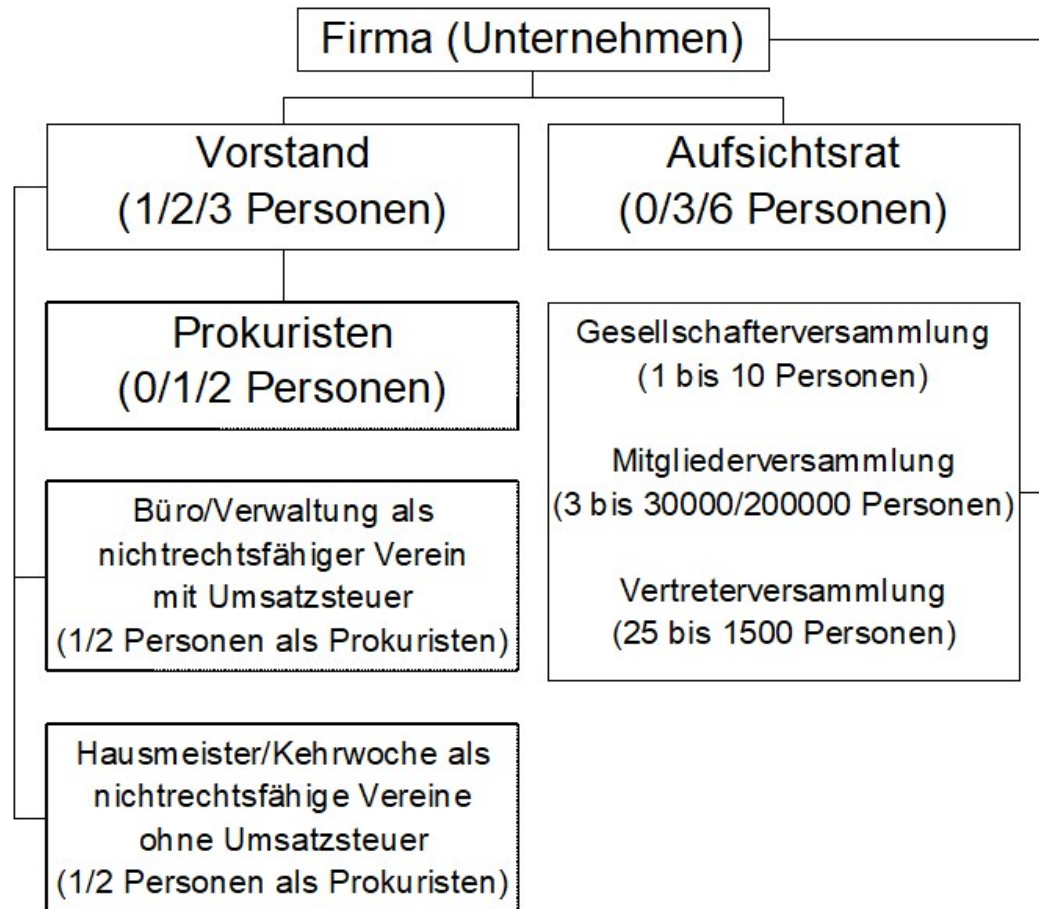 Firma (Unternehmen)
Vorstand
(1/2/3 Personen)
Aufsichtsrat
(0/3/6 Personen)
Prokuristen
(0/1/2 Personen)
Gesellschafterversammlung
(1 bis 10 Personen)
Mitgliederversammlung
(3 bis 30000/200000 Personen)
Vertreterversammlung
(25 bis 1500 Personen)
Büro/Verwaltung als
nichtrechtsfähiger Verein
mit Umsatzsteuer
(1/2 Personen als Prokuristen)
Hausmeister/Kehrwoche als
nichtrechtsfähige Vereine
ohne Umsatzsteuer
(1/2 Personen als Prokuristen)